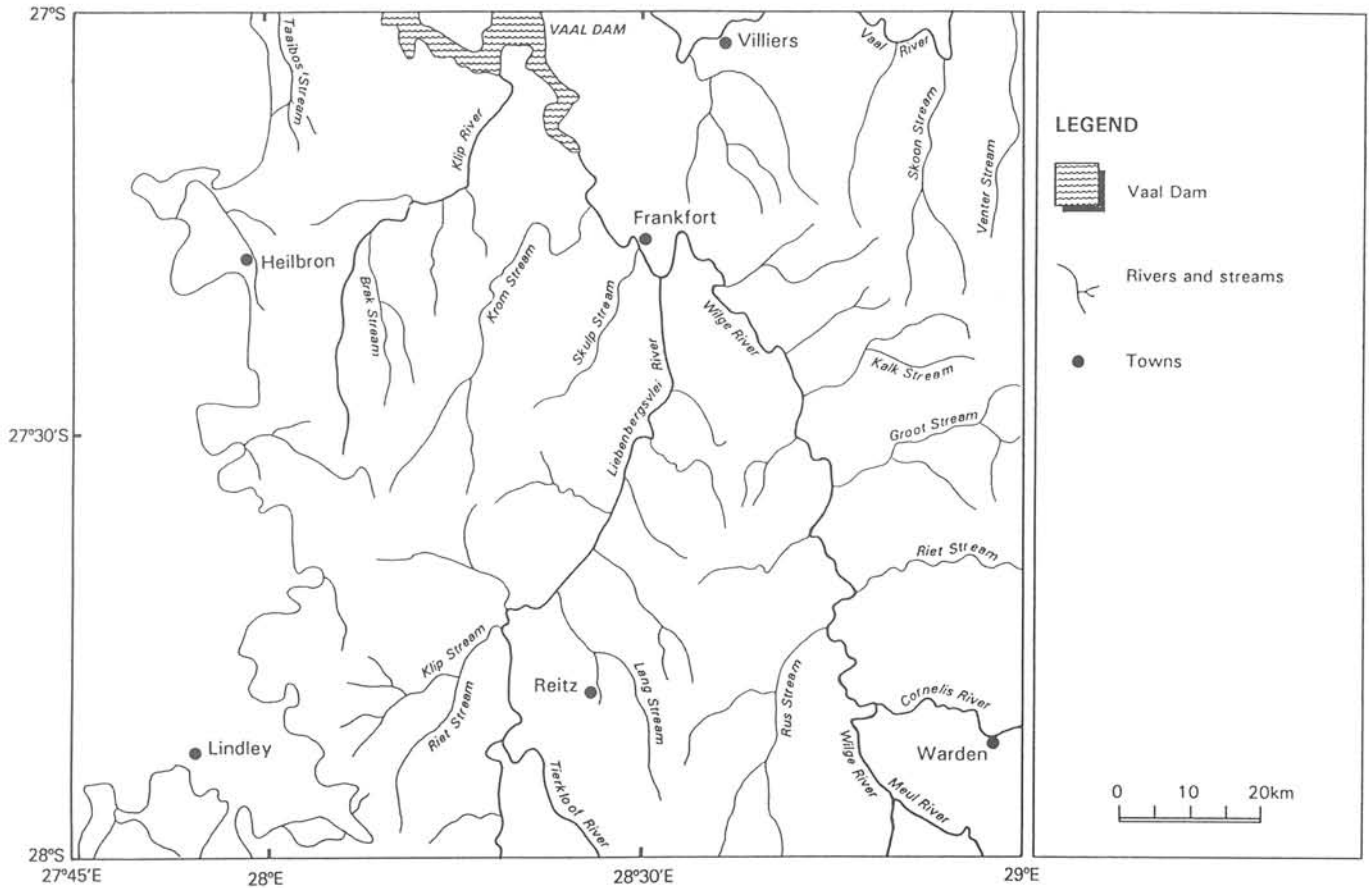 27°S
VAAL DAM
Villiers
Vaal River
Taaibos Stream
Klip River
Skoon Stream
Venter Stream
Frankfort
Heilbron
Brak Stream
Krom Stream
Skulp Stream
Wilge River
Kalk Stream
Liebenbergsvlei River
Groot Stream
27°30'S
Riet Stream
Klip Stream
Riet Stream
Reitz
Lang Stream
Rus Stream
Cornelis River
Lindley
Warden
Tierkloof River
Wilge River
Meul River
28°S
27°45'E
28°E
28°30'E
29°E
LEGEND
Vaal Dam
Rivers and streams
Towns
0 10 20km